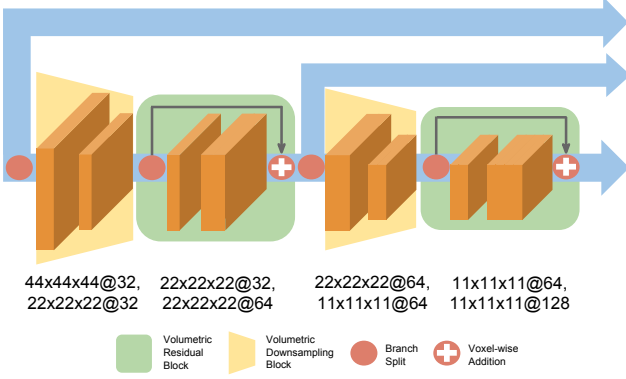 44x44x44@32,
22x22x22@32
22x22x22@32,
22x22x22@64
22x22x22@64,
11x11x11@64
11x11x11@64,
11x11x11@128
Volumetric
Residual
Block
Volumetric
Downsampling
Block
Branch
Split
Voxel-wise
Addition